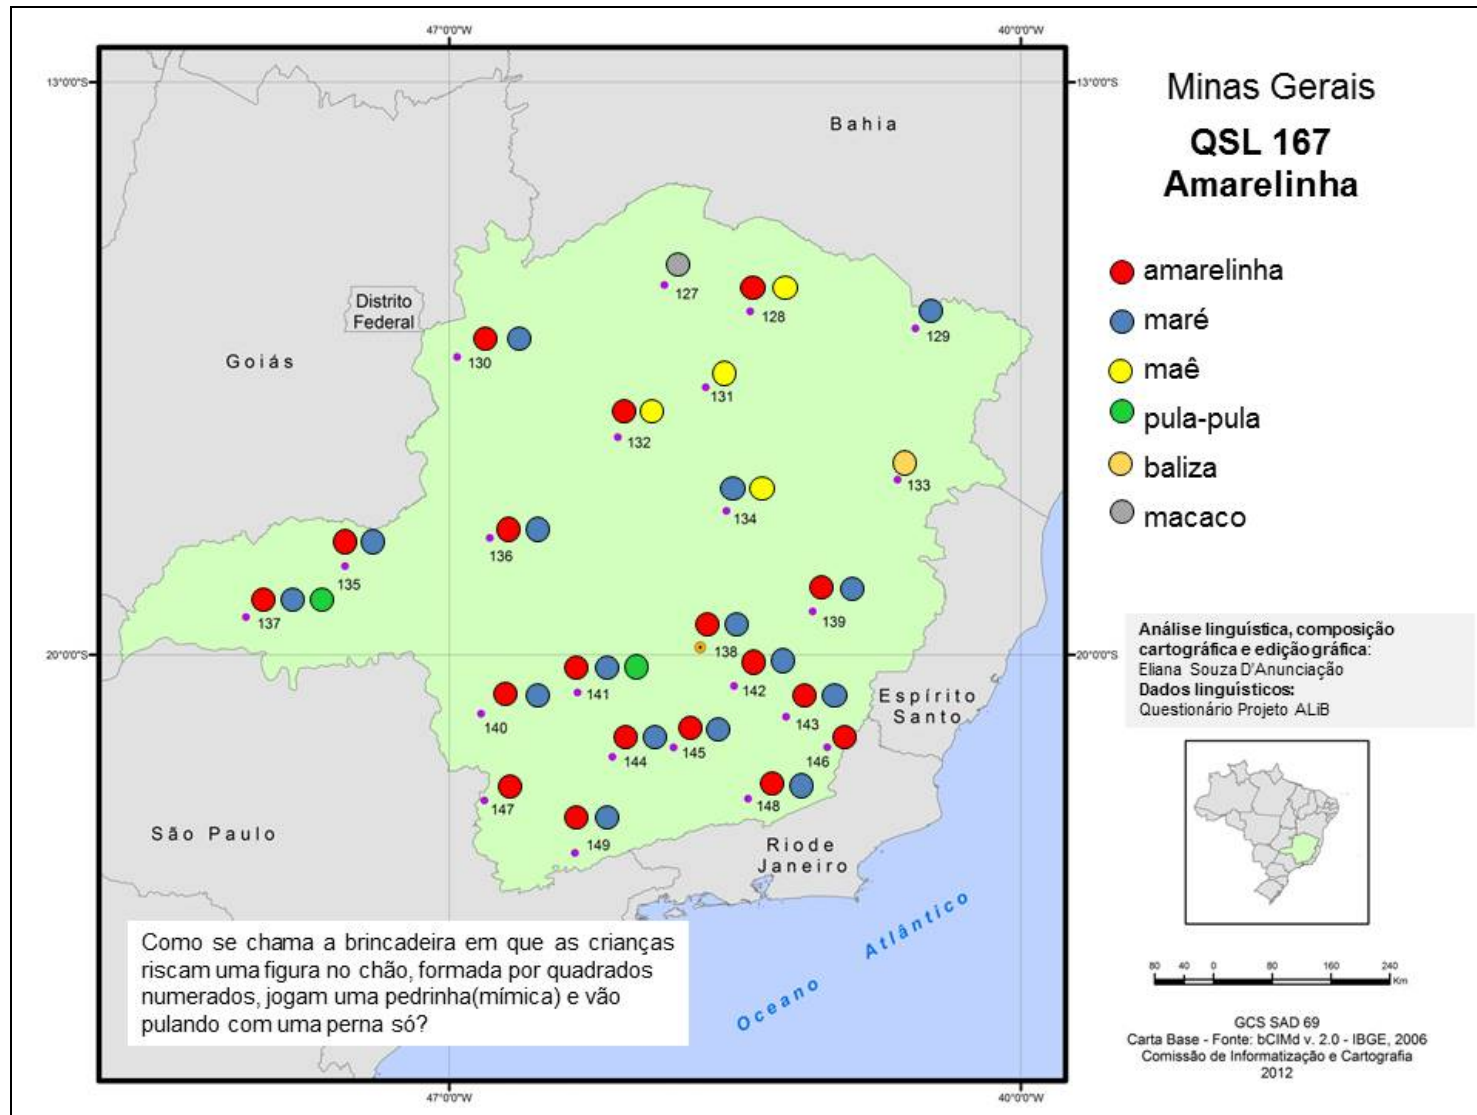 47°0'0"W
40°0'0"W
13°0'0"S
13°0'0"S
Bahia
Distrito
Federal
Goiás
127
128
129
130
131
132
133
134
135
136
137
138
139
20°0'0"S
20°0'0"S
140
141
142
143
144
145
146
147
148
149
Espírito
Santo
São Paulo
Riode
Janeiro
Oceano Atlântico
Como se chama a brincadeira em que as crianças
riscam uma figura no chão, formada por quadrados
numerados, jogam uma pedrinha(mímica) e vão
pulando com uma perna só?
47°0'0"W
40°0'0"W
Minas Gerais
QSL 167
Amarelinha
amarelinha
maré
maê
pula-pula
baliza
macaco
Análise linguística, composição
cartográfica e edição gráfica:
Eliana Souza D'Anunciação
Dados linguísticos:
Questionário Projeto ALiB
80 40 0 80 160 240
Km
GCS SAD 69
Carta Base - Fonte: bCIMd v. 2.0 - IBGE, 2006
Comissão de Informatização e Cartografia
2012